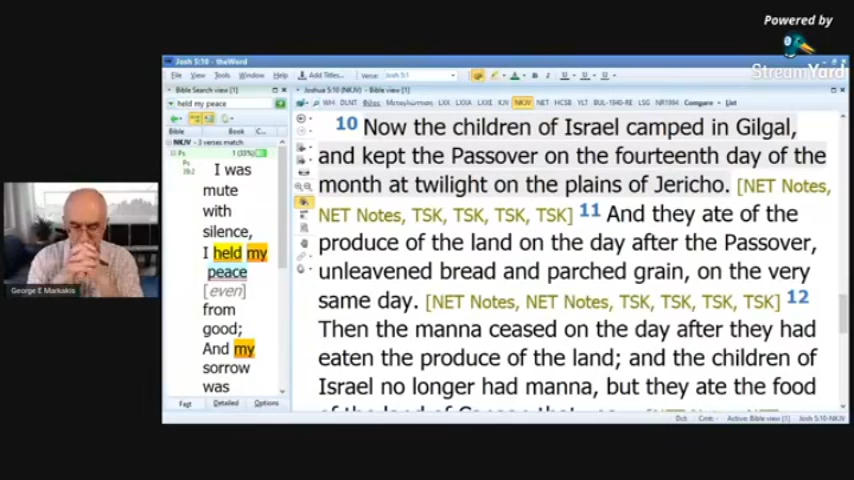 Powered by
StreamYard
Josh 5:10 - theWord
File View Tools Window Help Add Titles... Verse: Josh 5:1
Bible Search view [1]
held my peace
Bible Book C...
NKJV - 3 verses match
Ps 1 (33%)
Ps 39:2 I was
mute
with
silence,
I held my
peace
[even]
from
good;
And my
sorrow
was
Fast Detailed Options
Joshua 5:10 (NKJV) - Bible view [1]
WH DLNT LXX LXXIA LXXIE KJV NKJV NET HCSB YLT BUL-1940-RE LSG NR1994 Compare List
10 Now the children of Israel camped in Gilgal,
and kept the Passover on the fourteenth day of the
month at twilight on the plains of Jericho. [NET Notes,
NET Notes, TSK, TSK, TSK, TSK] 11 And they ate of the
produce of the land on the day after the Passover,
unleavened bread and parched grain, on the very
same day. [NET Notes, NET Notes, TSK, TSK, TSK, TSK] 12
Then the manna ceased on the day after they had
eaten the produce of the land; and the children of
Israel no longer had manna, but they ate the food
Active: Bible view [1] Josh 5:10-NKJV
George E Markakis